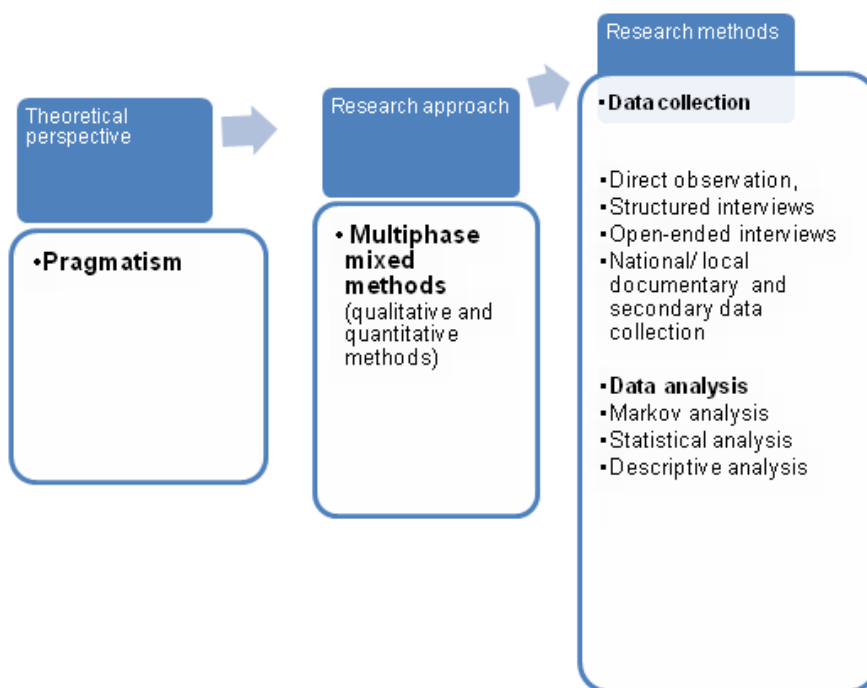 Theoretical
perspective
•Pragmatism
Research approach
• Multiphase
mixed
methods
(qualitative and
quantitative
methods)
Research methods
▪Data collection
▪Direct observation,
▪Structured interviews
▪Open-ended interviews
▪National/ local
documentary and
secondary data
collection
▪Data analysis
▪Markov analysis
▪Statistical analysis
▪Descriptive analysis